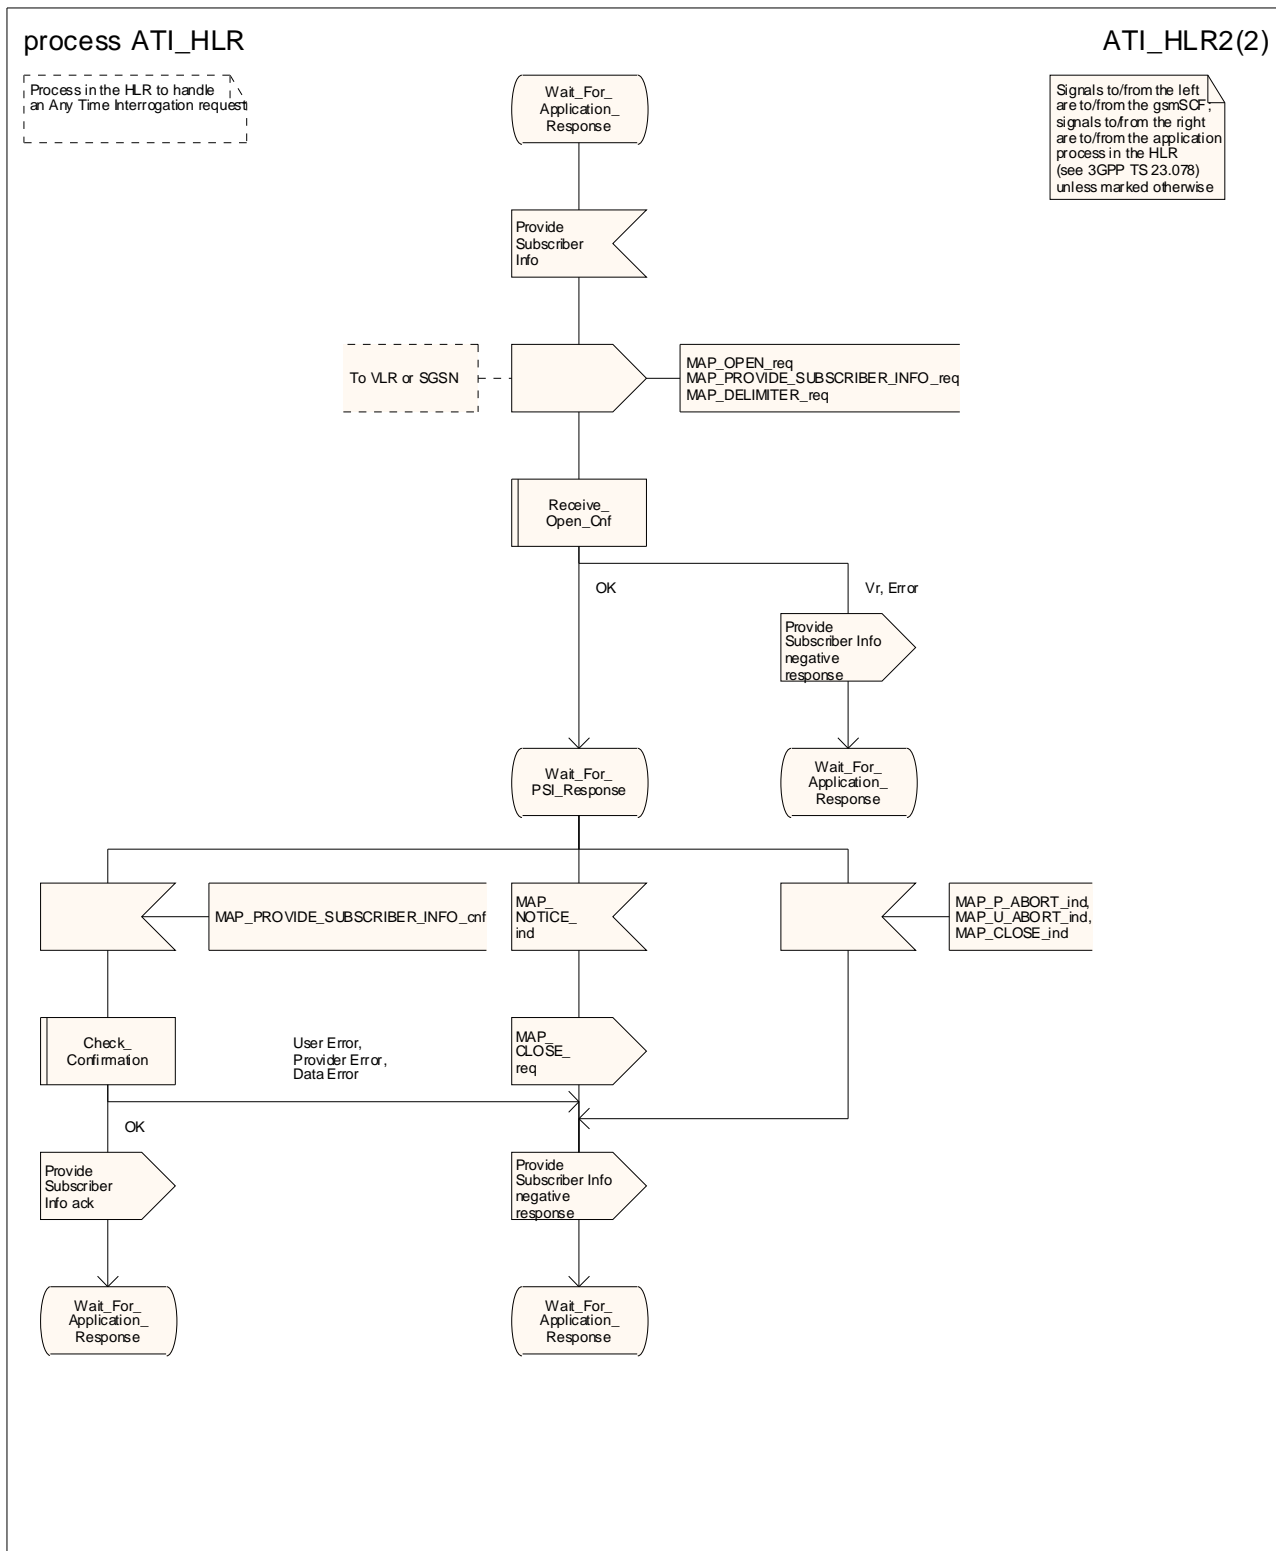 process ATI_HLR
ATI_HLR2(2)
Process in the HLR to handle
an Any Time Interrogation request
Signals to/from the left
are to/from the gsmSCF;
signals to/from the right
are to/from the application
process in the HLR
(see 3GPP TS 23.078)
unless marked otherwise
Wait_For_
Application_
Response
Provide
Subscriber
Info
To VLR or SGSN
MAP_OPEN_req
MAP_PROVIDE_SUBSCRIBER_INFO_req
MAP_DELIMITER_req
Receive_
Open_Cnf
OK
Vr, Error
Provide
Subscriber Info
negative
response
Wait_For_
PSI_Response
Wait_For_
Application_
Response
MAP_PROVIDE_SUBSCRIBER_INFO_cnf
MAP_
NOTICE_
ind
MAP_P_ABORT_ind,
MAP_U_ABORT_ind,
MAP_CLOSE_ind
Check_
Confirmation
User Error,
Provider Error,
Data Error
MAP_
CLOSE_
req
OK
Provide
Subscriber
Info ack
Provide
Subscriber Info
negative
response
Wait_For_
Application_
Response
Wait_For_
Application_
Response